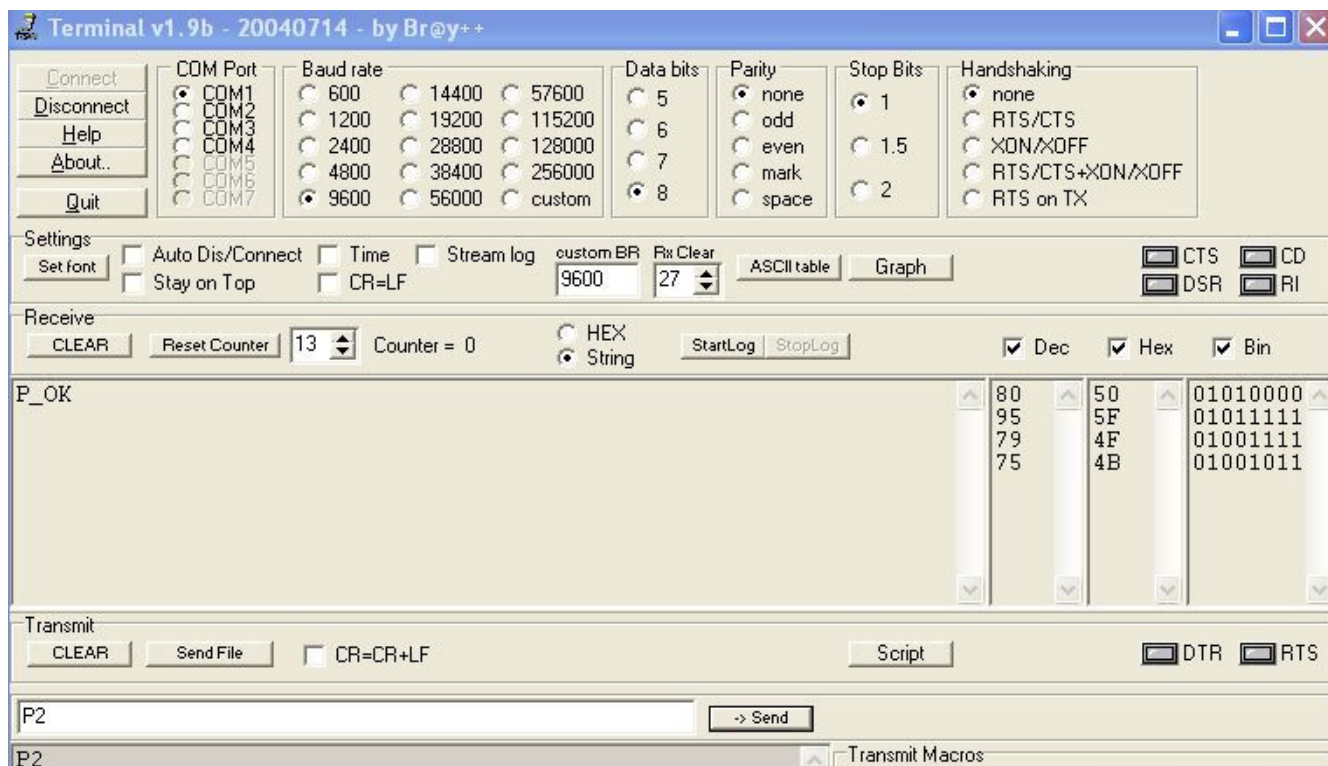 Terminal v1.9b - 20040714 - by Br@y++
Connect
Disconnect
Help
About..
Quit
COM Port
COM1
COM2
COM3
COM4
COM5
COM6
COM7
Baud rate
600 14400 57600
1200 19200 115200
2400 28800 128000
4800 38400 256000
9600 56000 custom
Data bits
5
6
7
8
Parity
none
odd
even
mark
space
Stop Bits
1
1.5
2
Handshaking
none
RTS/CTS
XON/XOFF
RTS/CTS+XON/XOFF
RTS on TX
Settings
Set font
Auto Dis/Connect Time Stream log
Stay on Top CR=LF
custom BR Rx Clear
9600 27 ASCII table Graph
CTS CD
DSR RI
Receive
CLEAR Reset Counter 13 Counter = 0
HEX
String
StartLog StopLog Dec Hex Bin
P_OK 80 50 01010000
95 5F 01011111
79 4F 01001111
75 4B 01001011
Transmit
CLEAR Send File CR=CR+LF Script DTR RTS
P2 -> Send
P2 Transmit Macros